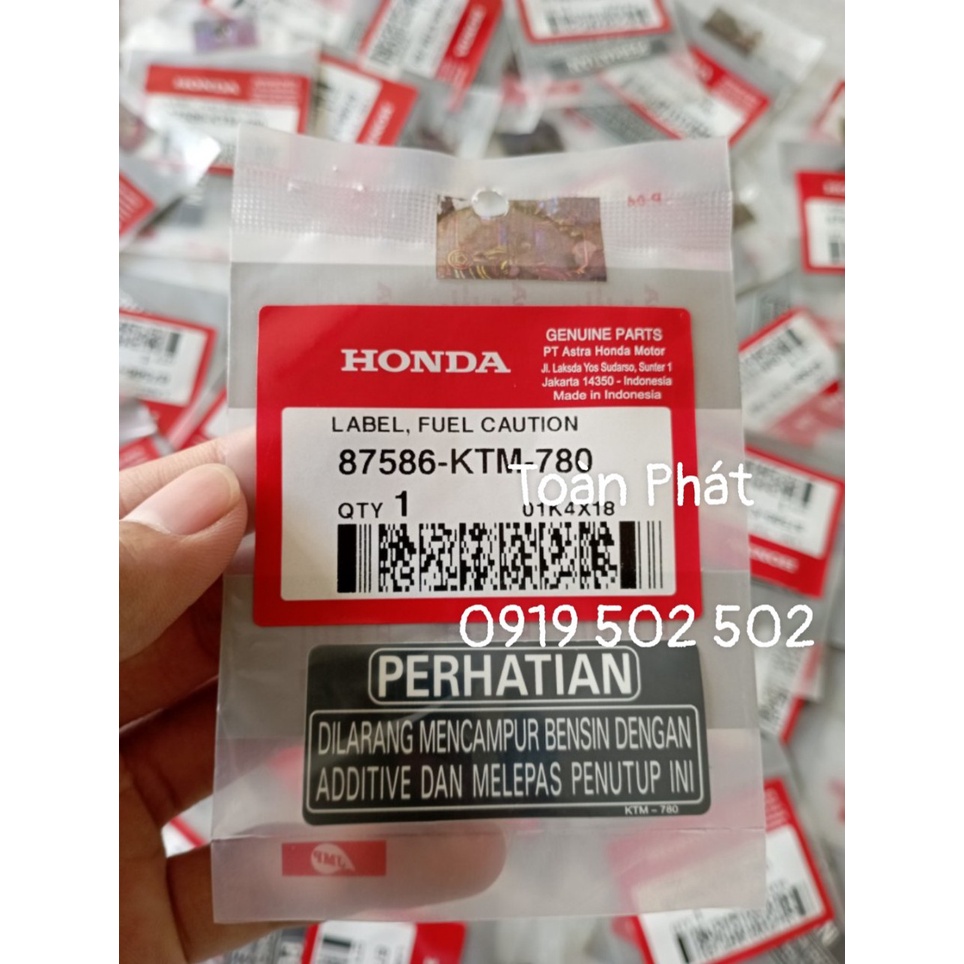 HONDA
GENUINE PARTS
PT Astra Honda Motor
Jl. Laksda Yos Sudarso, Sunter 1
Jakarta 14350 - Indonesia
Made in Indonesia
LABEL, FUEL CAUTION
87586-KTM-780
Toàn Phát
QTY 1
01K4X18
0919 502 502
PERHATIAN
DILARANG MENCAMPUR BENSIN DENGAN
ADDITIVE DAN MELEPAS PENUTUP INI
KTM - 780
HONDA